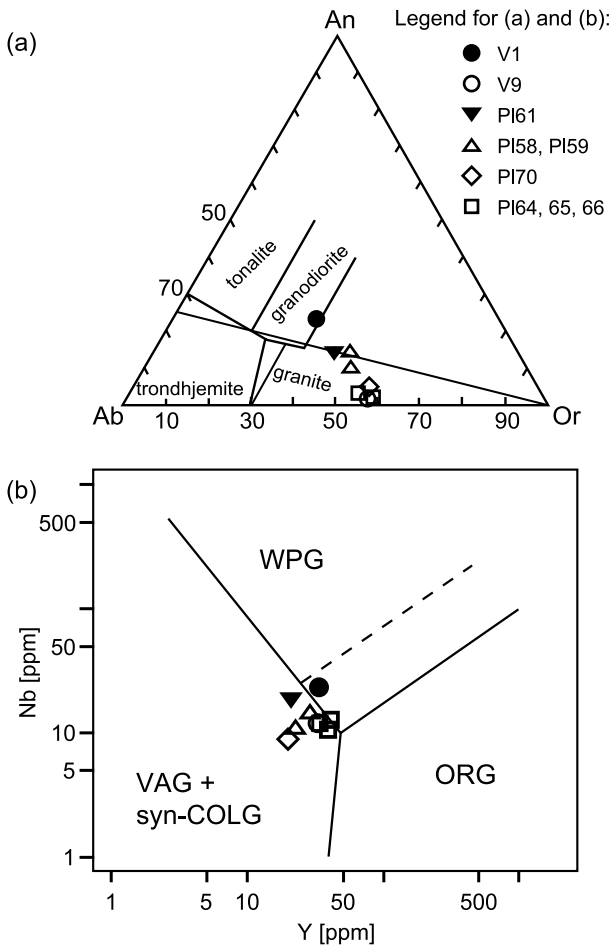 (a)
An
Legend for (a) and (b):
V1
V9
Pl61
Pl58, Pl59
Pl70
Pl64, 65, 66
50
70
tonalite
granodiorite
trondhjemite
granite
Ab
10
30
50
70
90
Or
(b)
500
50
10
5
1
Nb [ppm]
WPG
VAG +
syn-COLG
ORG
1
5
10
50
500
Y [ppm]